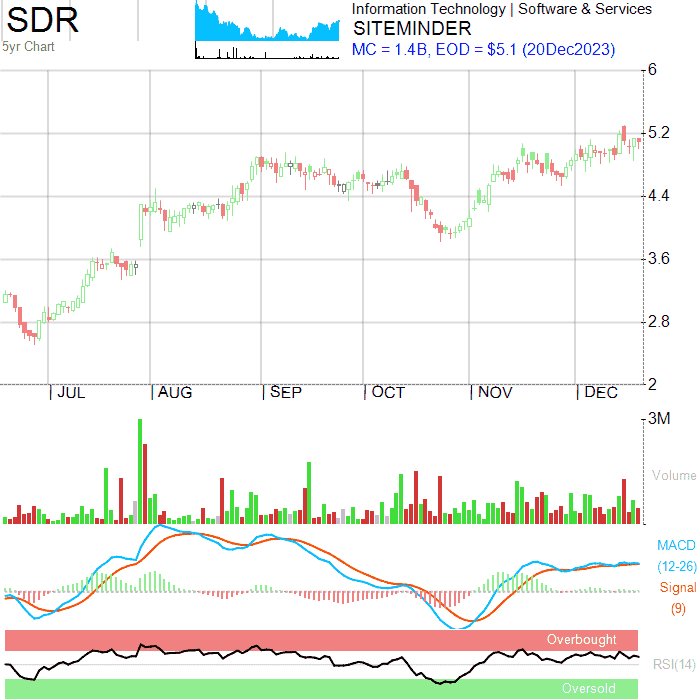 SDR
5yr Chart
Information Technology | Software & Services
SITEMINDER
MC = 1.4B, EOD = $5.1 (20Dec2023)
6
5.2
4.4
3.6
2.8
2
JUL
AUG
SEP
OCT
NOV
DEC
3M
Volume
MACD
(12-26)
Signal
(9)
Overbought
RSI(14)
Oversold